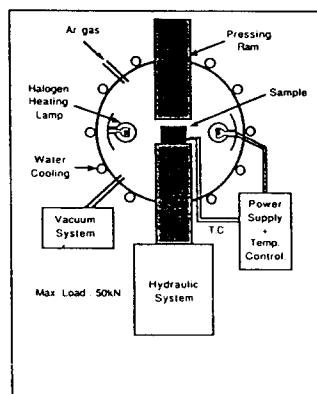 Ar gas
Pressing
Ram
Halogen
Heating
Lamp
Sample
Water
Cooling
Vacuum
System
T.C
Power
Supply
+
Temp.
Control.
Max Load : 50kN
Hydraulic
System